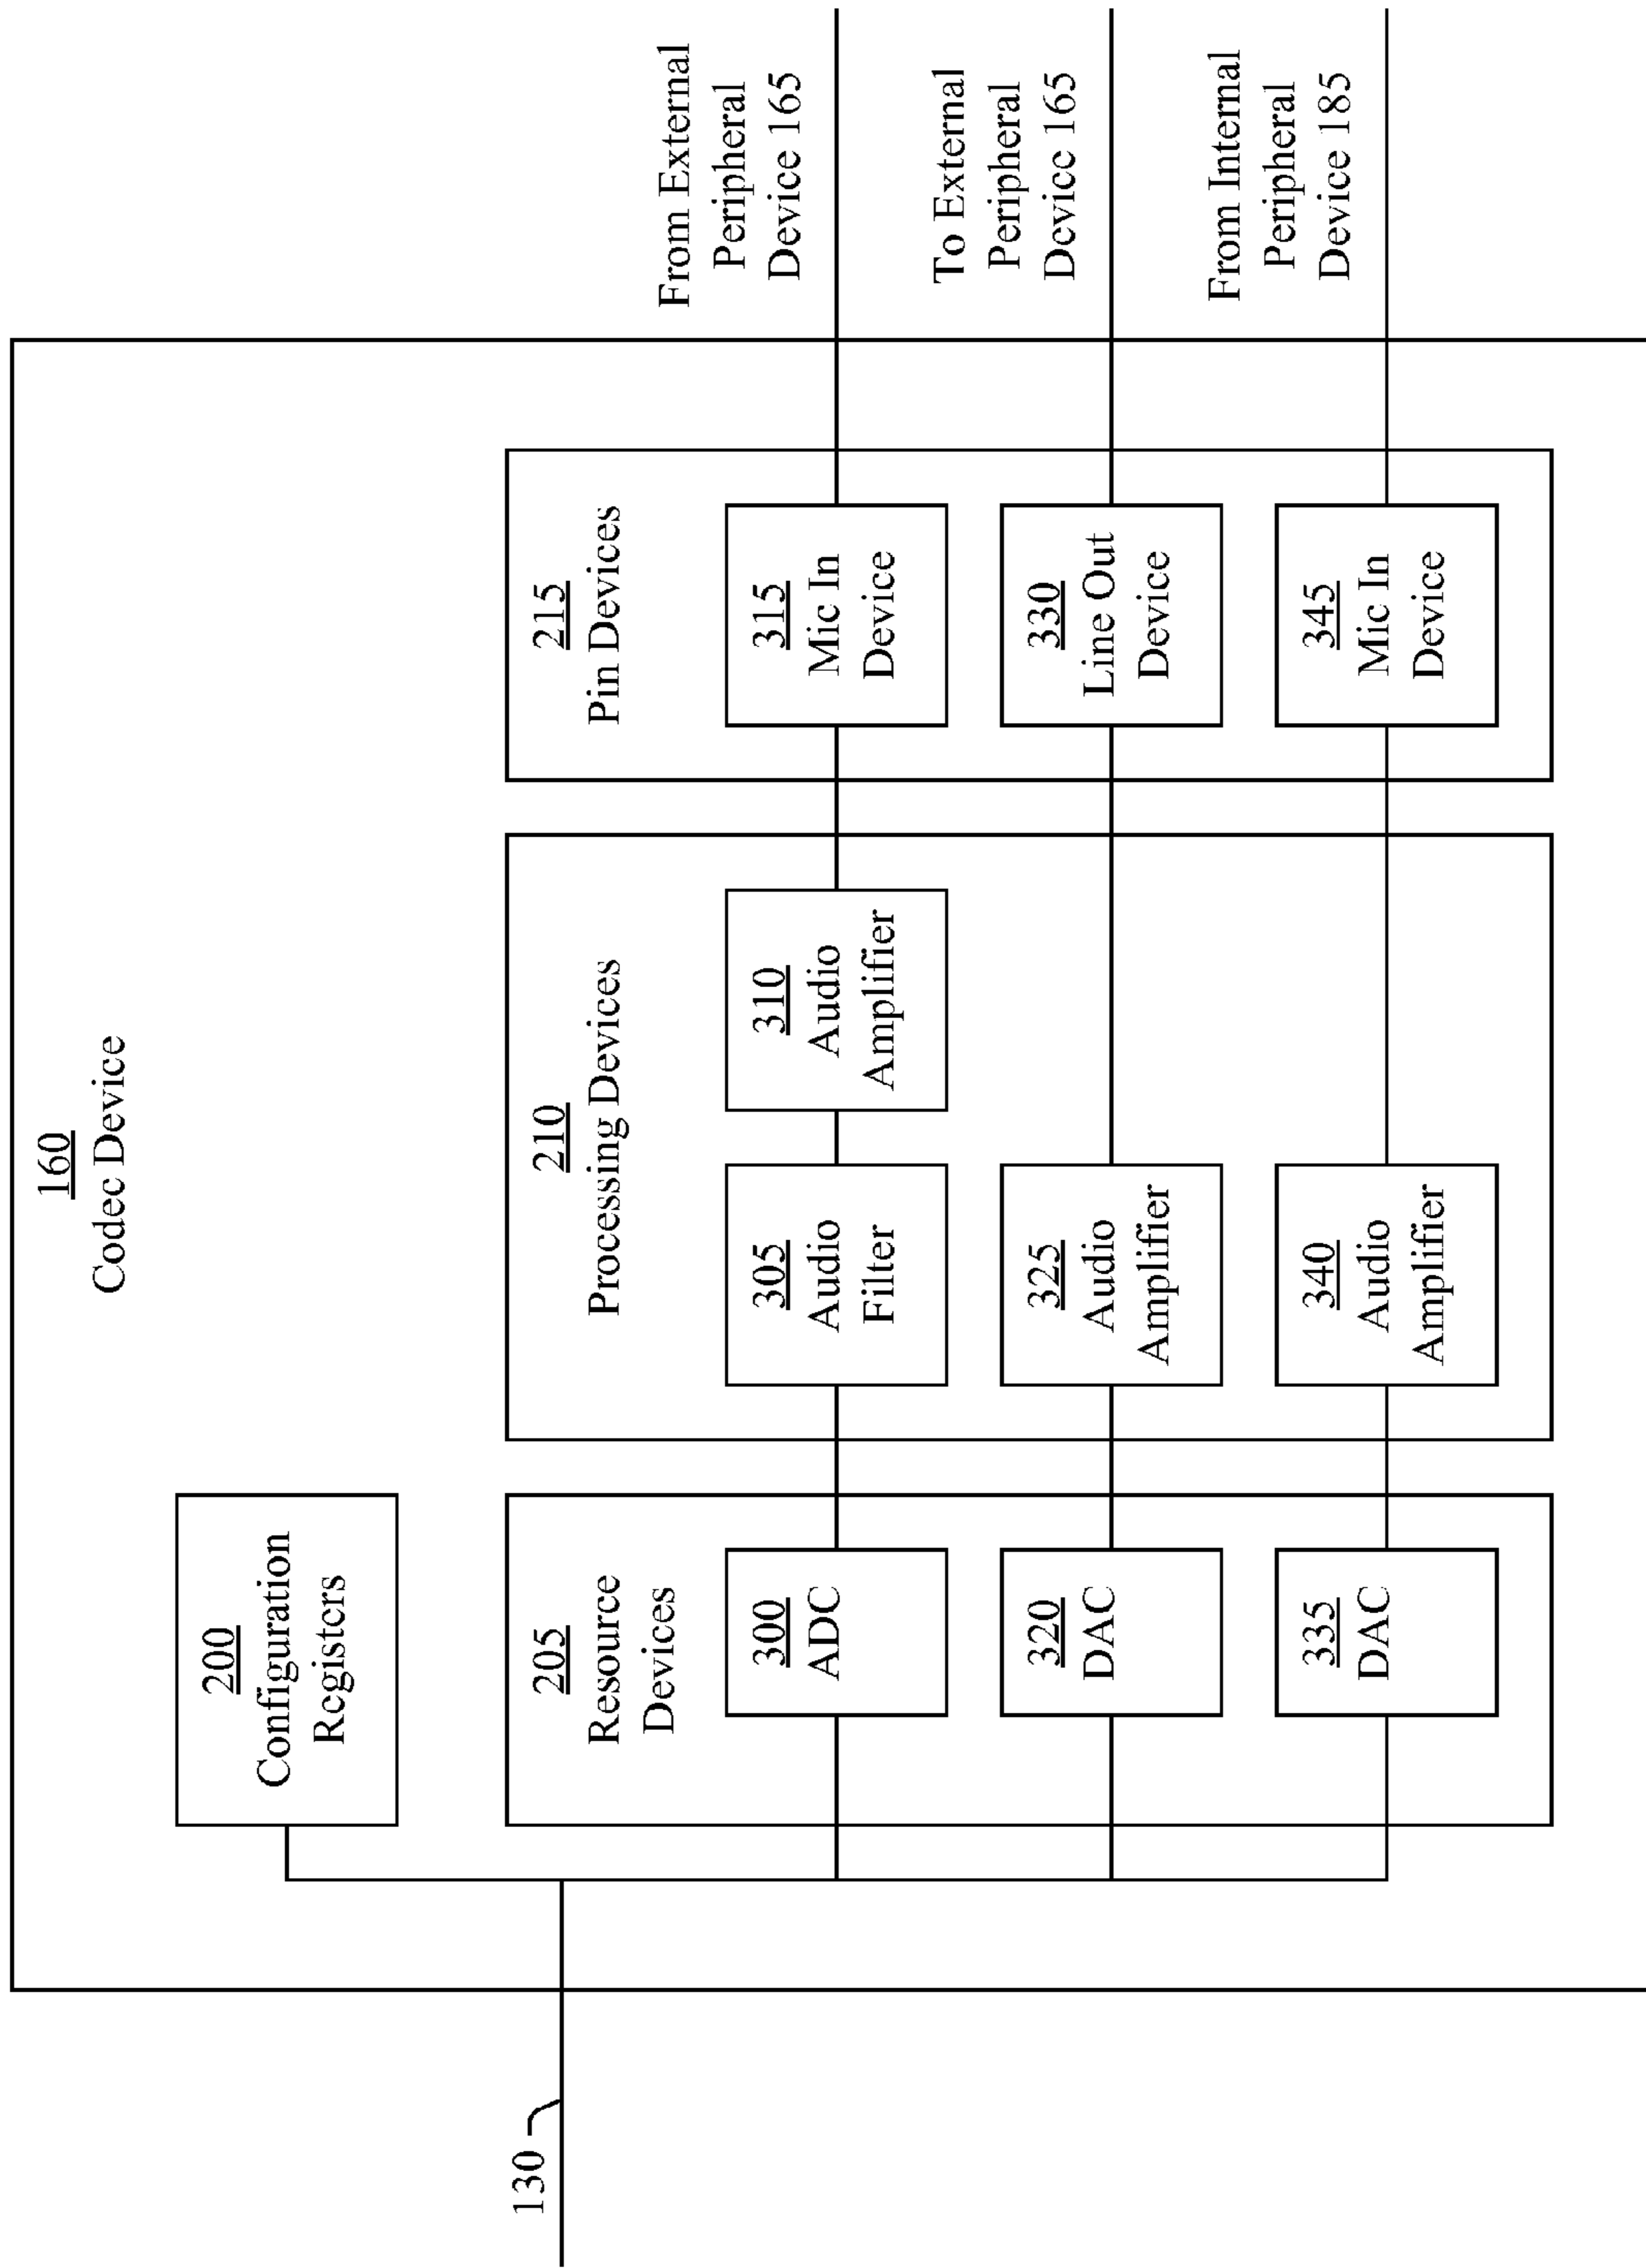 160
Codec Device
200
Configuration
Registers
205
Resource
Devices
210
Processing Devices
215
Pin Devices
300
ADC
305
Audio
Filter
310
Audio
Amplifier
315
Mic In
Device
From External
Peripheral
Device 165
320
DAC
325
Audio
Amplifier
330
Line Out
Device
To External
Peripheral
Device 165
335
DAC
340
Audio
Amplifier
345
Mic In
Device
From Internal
Peripheral
Device 185
130